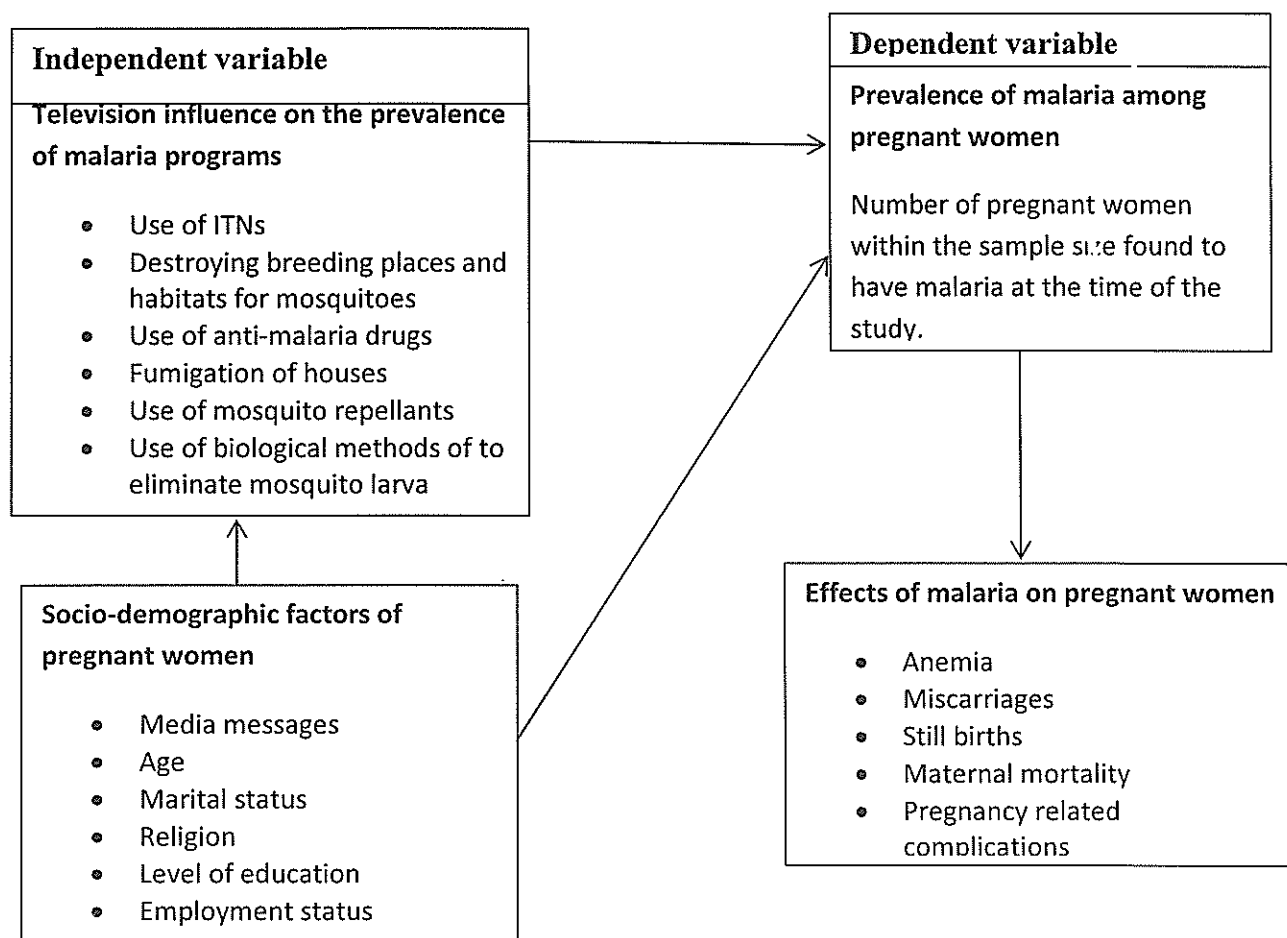 Independent variable
Television influence on the prevalence
of malaria programs
• Use of ITNs
• Destroying breeding places and
habitats for mosquitoes
• Use of anti-malaria drugs
• Fumigation of houses
• Use of mosquito repellants
• Use of biological methods of to
eliminate mosquito larva
Dependent variable
Prevalence of malaria among
pregnant women
Number of pregnant women
within the sample size found to
have malaria at the time of the
study.
Socio-demographic factors of
pregnant women
• Media messages
• Age
• Marital status
• Religion
• Level of education
• Employment status
Effects of malaria on pregnant women
• Anemia
• Miscarriages
• Still births
• Maternal mortality
• Pregnancy related
complications